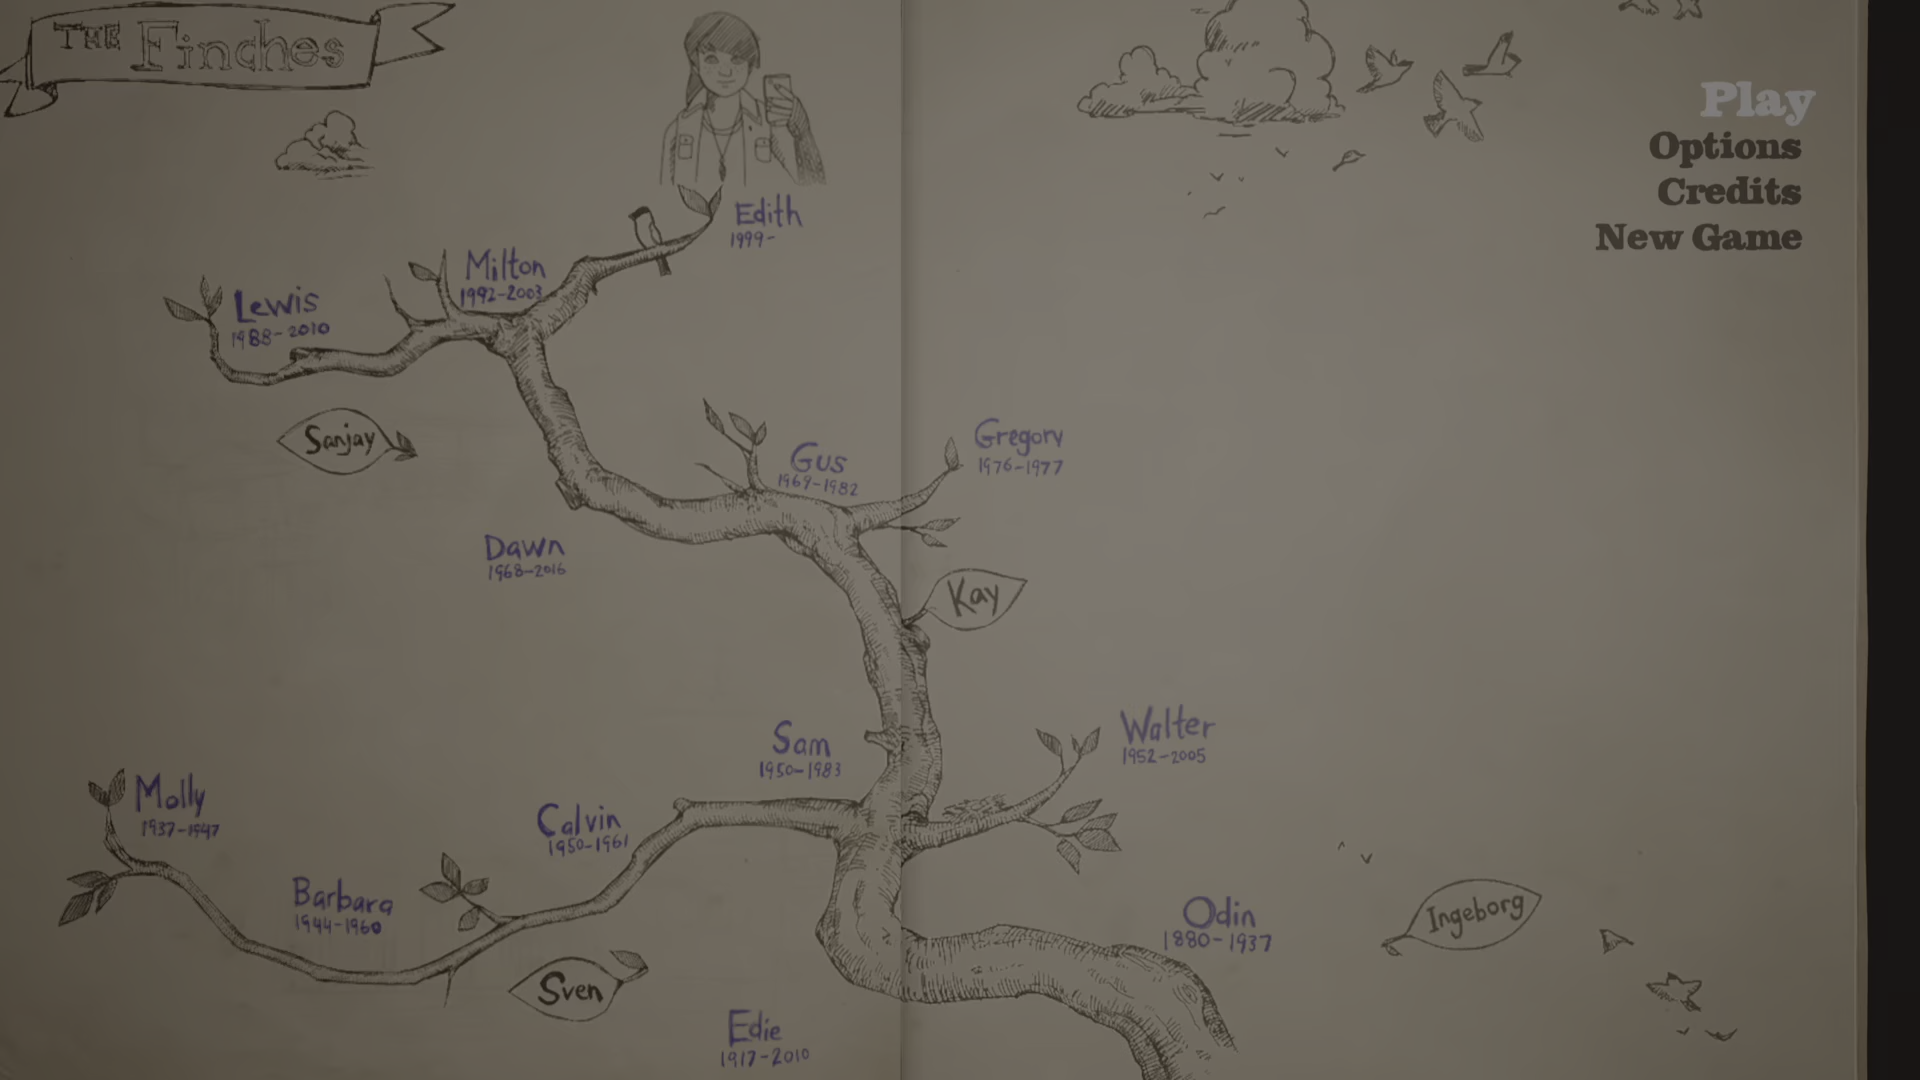 THE Finches
Play
Options
Credits
New Game
Edith
1999-
Milton
1992-2003
Lewis
1988-2010
Sanjay
Gus
1969-1982
Gregory
1976-1977
Dawn
1968-2016
Kay
Sam
1950-1983
Walter
1952-2005
Molly
1937-1947
Calvin
1950-1961
Barbara
1944-1960
Odin
1880-1937
Ingeborg
Sven
Edie
1917-2010